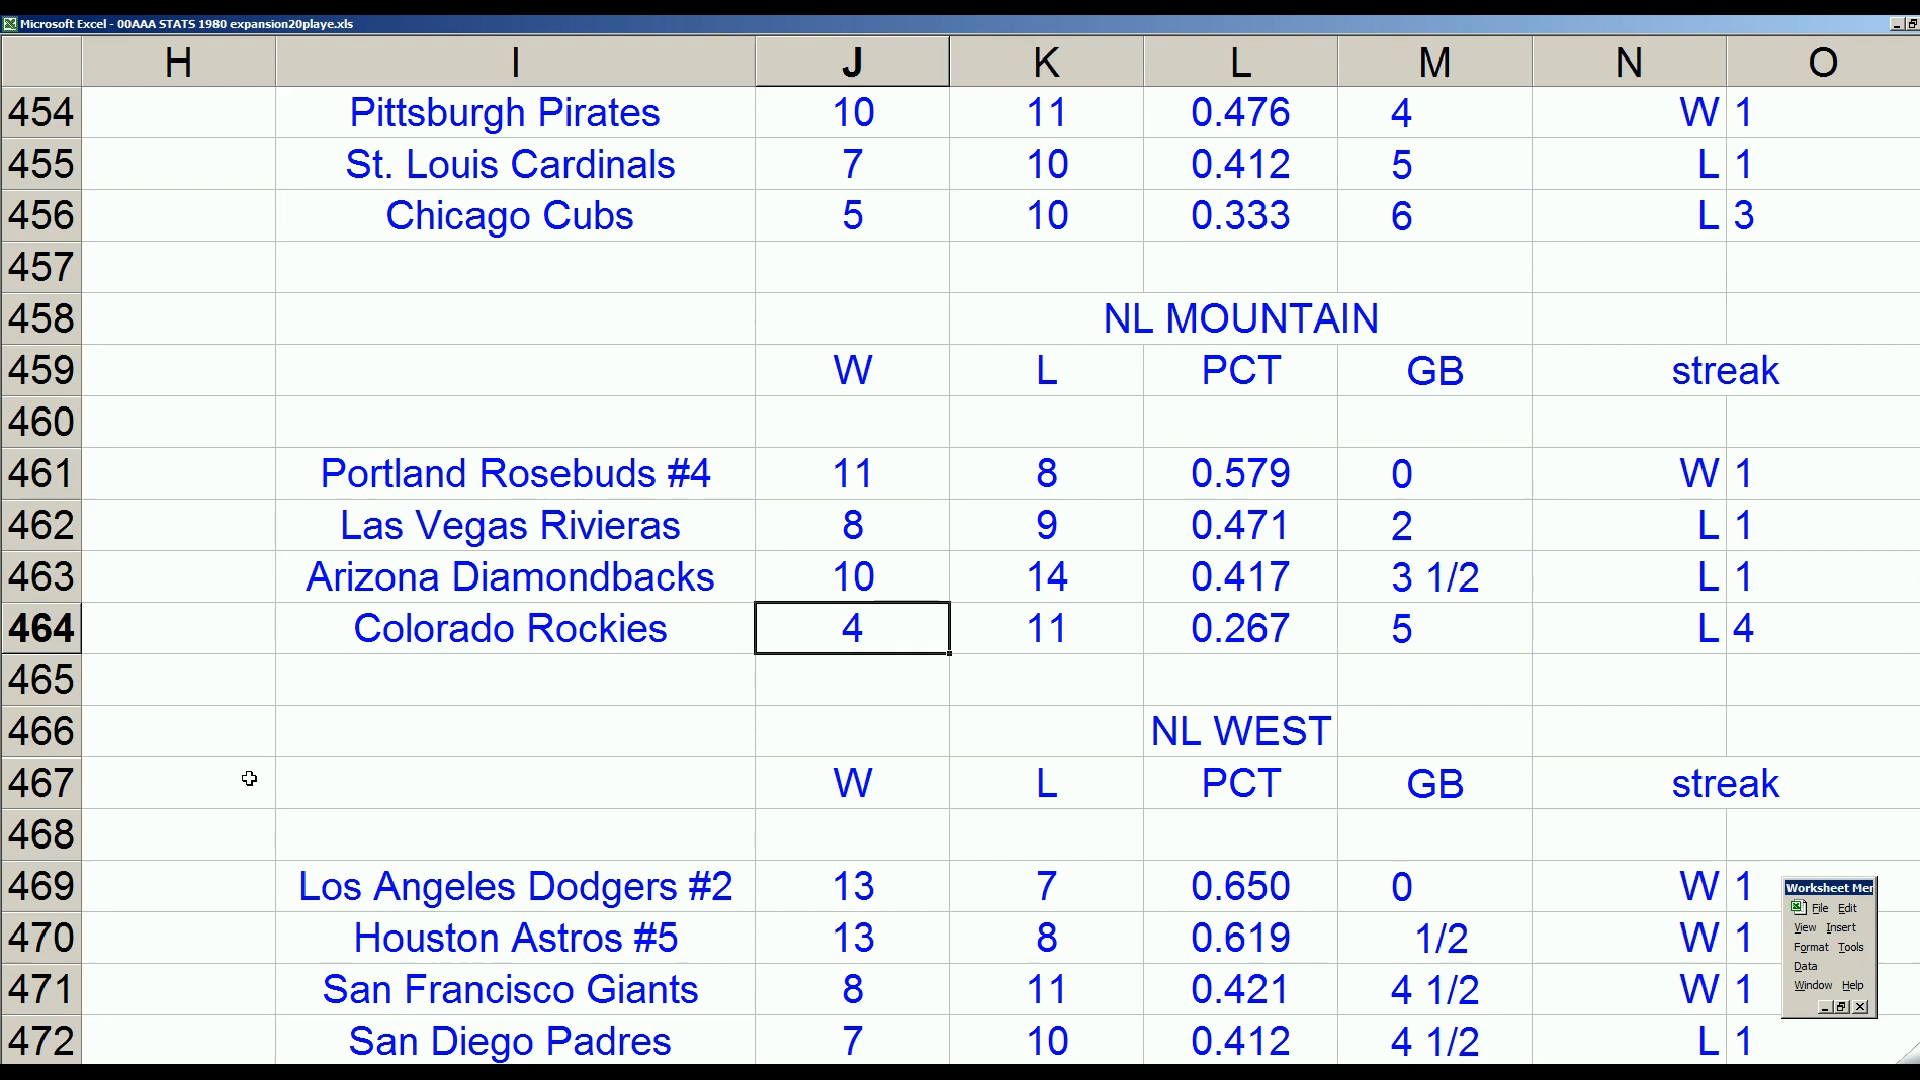 Microsoft Excel - 00AAA STATS 1980 expansion20playe.xls
H I J K L M N O
454 Pittsburgh Pirates 10 11 0.476 4 W 1
455 St. Louis Cardinals 7 10 0.412 5 L 1
456 Chicago Cubs 5 10 0.333 6 L 3
457
458 NL MOUNTAIN
459 W L PCT GB streak
460
461 Portland Rosebuds #4 11 8 0.579 0 W 1
462 Las Vegas Rivieras 8 9 0.471 2 L 1
463 Arizona Diamondbacks 10 14 0.417 3 1/2 L 1
464 Colorado Rockies 4 11 0.267 5 L 4
465
466 NL WEST
467 W L PCT GB streak
468
469 Los Angeles Dodgers #2 13 7 0.650 0 W 1
470 Houston Astros #5 13 8 0.619 1/2 W 1
471 San Francisco Giants 8 11 0.421 4 1/2 W 1
472 San Diego Padres 7 10 0.412 4 1/2 L 1
Worksheet Mer
File Edit
View Insert
Format Tools
Data
Window Help